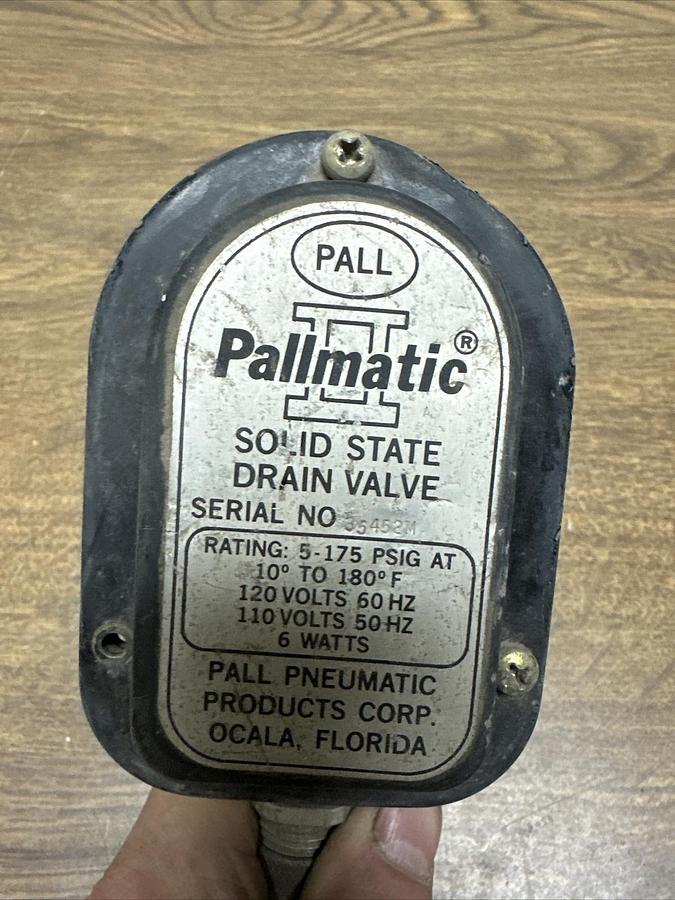 PALL
II
Pallmatic®
SOLID STATE
DRAIN VALVE
SERIAL NO
RATING: 5-175 PSIG AT
10° TO 180° F
120 VOLTS 60 HZ
110 VOLTS 50 HZ
6 WATTS
PALL PNEUMATIC
PRODUCTS CORP.
OCALA, FLORIDA